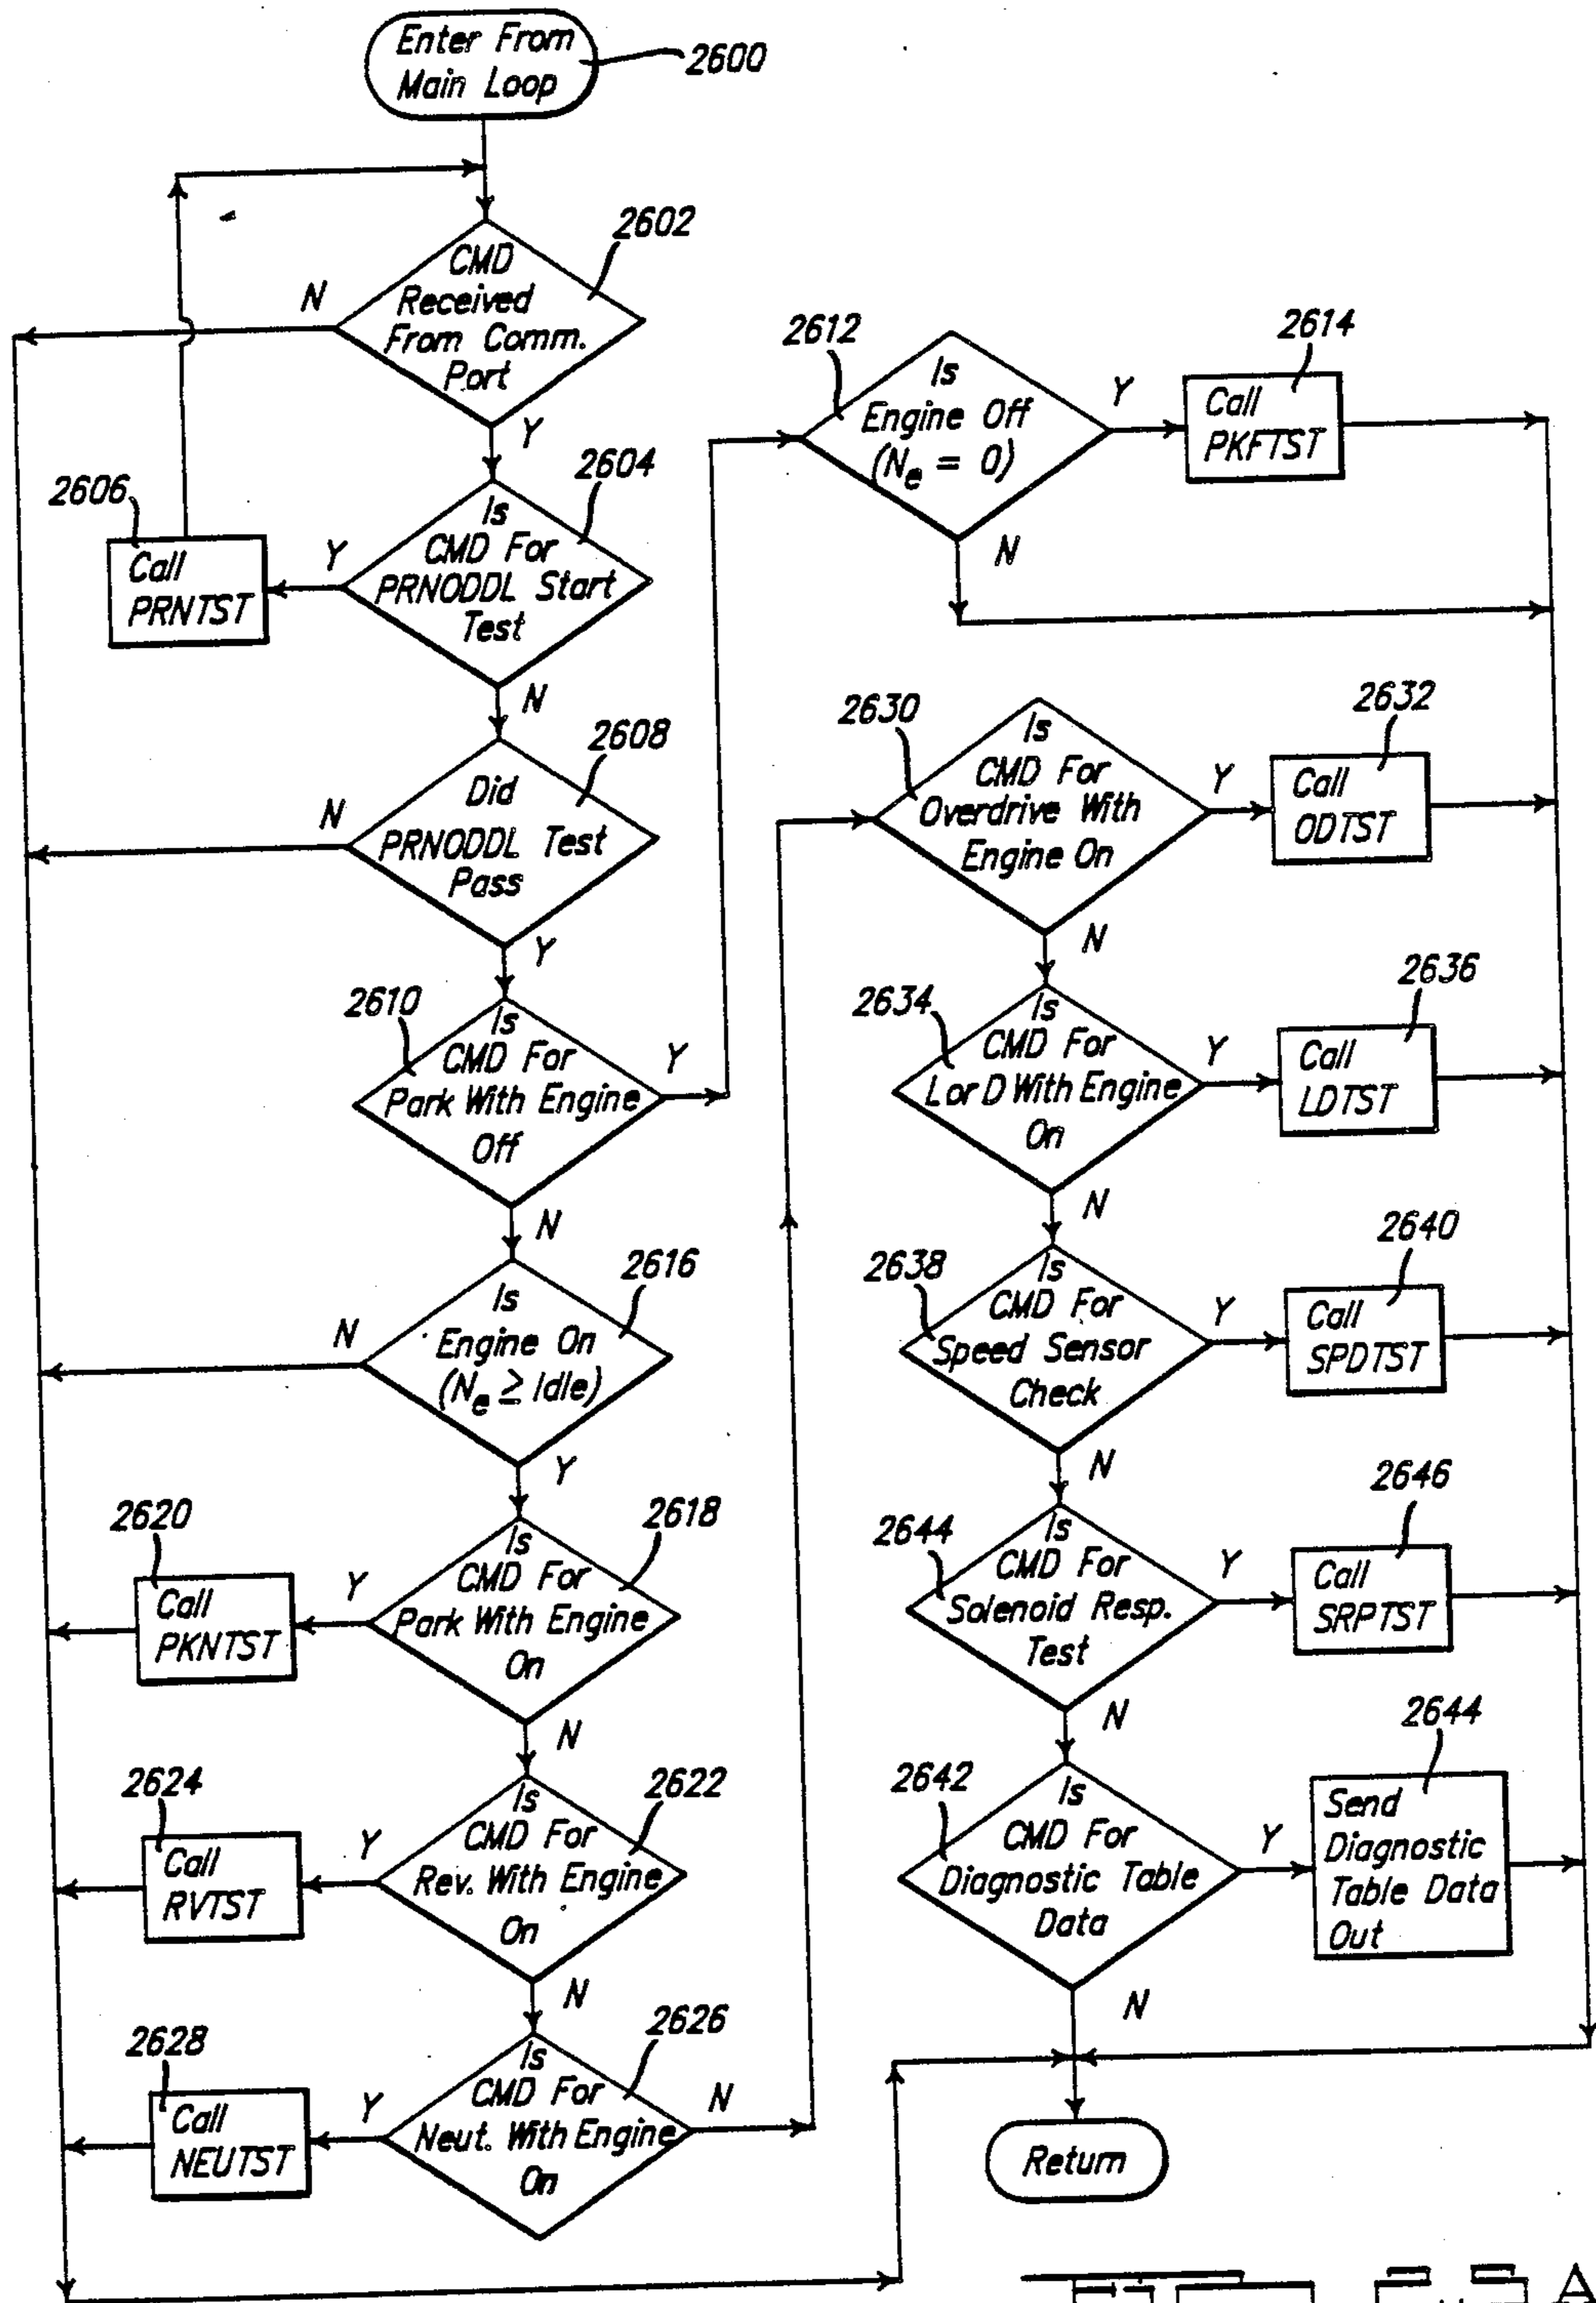 Enter From
Main Loop
2600
2602
CMD
Received
From Comm.
Port
N
Y
2604
Is
CMD For
PRNODDL Start
Test
Y
N
2606
Call
PRNTST
2608
Did
PRNODDL Test
Pass
N
Y
2610
Is
CMD For
Park With Engine
Off
Y
N
2616
Is
Engine On
(Ne ≥ Idle)
N
Y
2618
Is
CMD For
Park With Engine
On
Y
N
2620
Call
PKNTST
2622
Is
CMD For
Rev. With Engine
On
Y
N
2624
Call
RVTST
2626
Is
CMD For
Neut. With Engine
On
Y
N
2628
Call
NEUTST
2612
Is
Engine Off
(Ne = 0)
Y
N
2614
Call
PKFTST
2630
Is
CMD For
Overdrive With
Engine On
Y
N
2632
Call
ODTST
2634
Is
CMD For
L or D With Engine
On
Y
N
2636
Call
LDTST
2638
Is
CMD For
Speed Sensor
Check
Y
N
2640
Call
SPDTST
2644
Is
CMD For
Solenoid Resp.
Test
Y
N
2646
Call
SRPTST
2642
Is
CMD For
Diagnostic Table
Data
Y
N
2644
Send
Diagnostic
Table Data
Out
Return